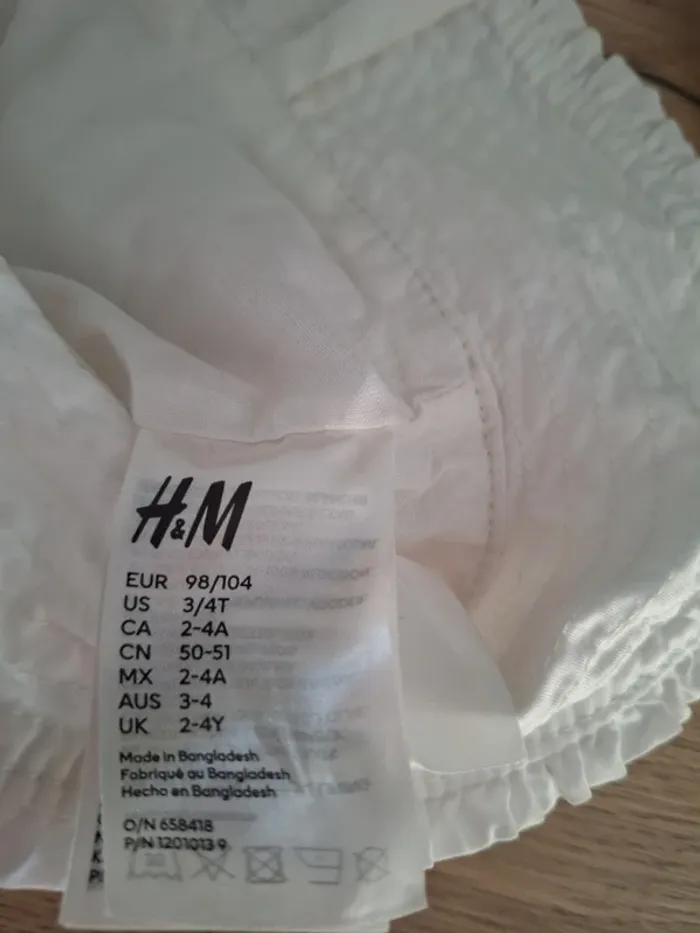 H&M
EUR 98/104
US 3/4T
CA 2-4A
CN 50-51
MX 2-4A
AUS 3-4
UK 2-4Y
Made in Bangladesh
Fabriqué au Bangladesh
Hecho en Bangladesh
O/N 658418
P/N 1201013 9